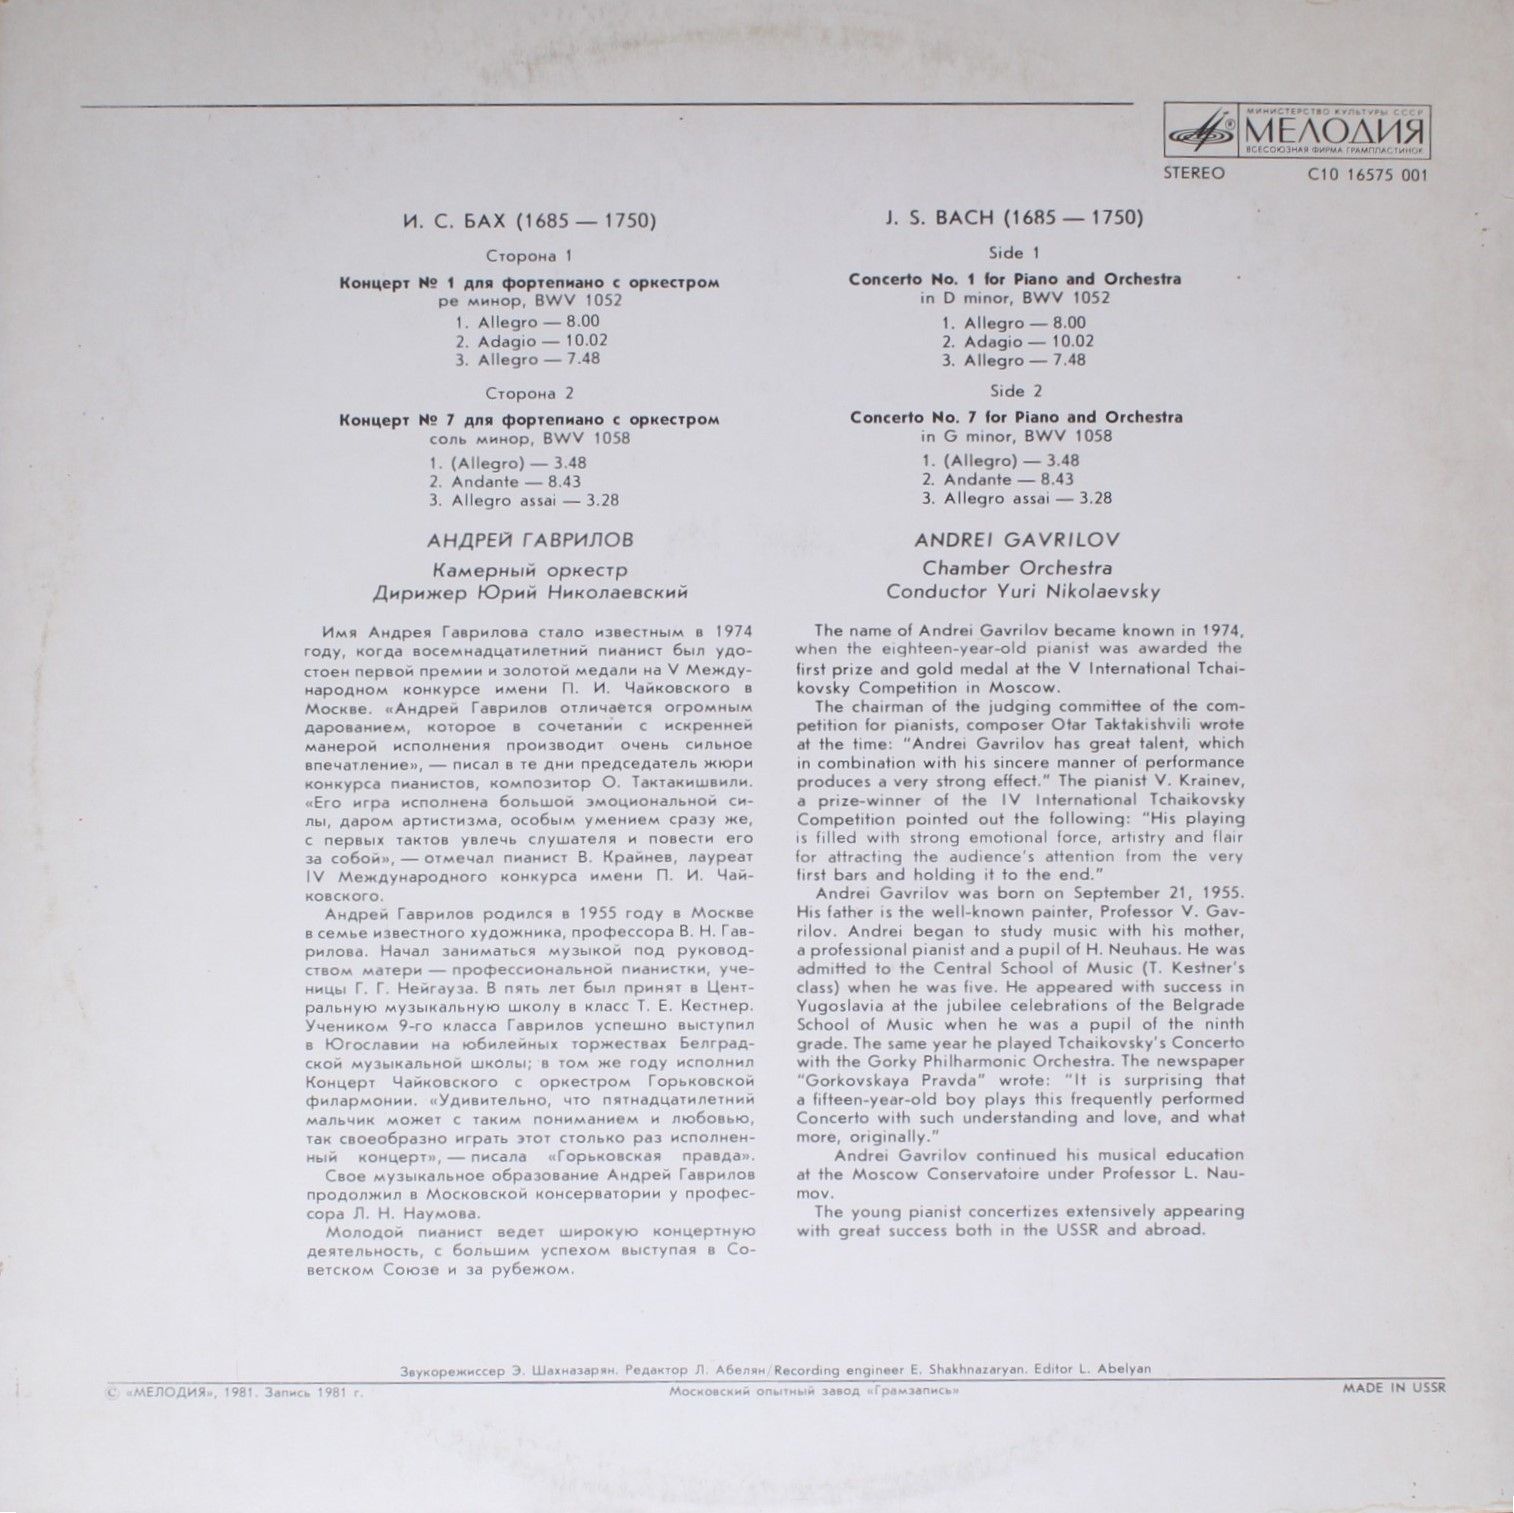 МИНИСТЕРСТВО КУЛЬТУРЫ СССР
МЕЛОДИЯ
ВСЕСОЮЗНАЯ ФИРМА ГРАМПЛАСТИНОК
STEREO С10 16575 001
И. С. БАХ (1685 — 1750)
Сторона 1
Концерт № 1 для фортепиано с оркестром
ре минор, BWV 1052
1. Allegro — 8.00
2. Adagio — 10.02
3. Allegro — 7.48
Сторона 2
Концерт № 7 для фортепиано с оркестром
соль минор, BWV 1058
1. (Allegro) — 3.48
2. Andante — 8.43
3. Allegro assai — 3.28
АНДРЕЙ ГАВРИЛОВ
Камерный оркестр
Дирижер Юрий Николаевский
Имя Андрея Гаврилова стало известным в 1974
году, когда восемнадцатилетний пианист был удо-
стоен первой премии и золотой медали на V Между-
народном конкурсе имени П. И. Чайковского в
Москве. «Андрей Гаврилов отличается огромным
дарованием, которое в сочетании с искренней
манерой исполнения производит очень сильное
впечатление», — писал в те дни председатель жюри
конкурса пианистов, композитор О. Тактакишвили.
«Его игра исполнена большой эмоциональной си-
лы, даром артистизма, особым умением сразу же,
с первых тактов увлечь слушателя и повести его
за собой», — отмечал пианист В. Крайнев, лауреат
IV Международного конкурса имени П. И. Чай-
ковского.
Андрей Гаврилов родился в 1955 году в Москве
в семье известного художника, профессора В. Н. Гав-
рилова. Начал заниматься музыкой под руковод-
ством матери — профессиональной пианистки, уче-
ницы Г. Г. Нейгауза. В пять лет был принят в Цент-
ральную музыкальную школу в класс Т. Е. Кестнер.
Учеником 9-го класса Гаврилов успешно выступил
в Югославии на юбилейных торжествах Белград-
ской музыкальной школы; в том же году исполнил
Концерт Чайковского с оркестром Горьковской
филармонии. «Удивительно, что пятнадцатилетний
мальчик может с таким пониманием и любовью,
так своеобразно играть этот столько раз исполнен-
ный концерт», — писала «Горьковская правда».
Свое музыкальное образование Андрей Гаврилов
продолжил в Московской консерватории у профес-
сора Л. Н. Наумова.
Молодой пианист ведет широкую концертную
деятельность, с большим успехом выступая в Со-
ветском Союзе и за рубежом.
J. S. BACH (1685 — 1750)
Side 1
Concerto No. 1 for Piano and Orchestra
in D minor, BWV 1052
1. Allegro — 8.00
2. Adagio — 10.02
3. Allegro — 7.48
Side 2
Concerto No. 7 for Piano and Orchestra
in G minor, BWV 1058
1. (Allegro) — 3.48
2. Andante — 8.43
3. Allegro assai — 3.28
ANDREI GAVRILOV
Chamber Orchestra
Conductor Yuri Nikolaevsky
The name of Andrei Gavrilov became known in 1974,
when the eighteen-year-old pianist was awarded the
first prize and gold medal at the V International Tchai-
kovsky Competition in Moscow.
The chairman of the judging committee of the com-
petition for pianists, composer Otar Taktakishvili wrote
at the time: "Andrei Gavrilov has great talent, which
in combination with his sincere manner of performance
produces a very strong effect." The pianist V. Krainev,
a prize-winner of the IV International Tchaikovsky
Competition pointed out the following: "His playing
is filled with strong emotional force, artistry and flair
for attracting the audience's attention from the very
first bars and holding it to the end."
Andrei Gavrilov was born on September 21, 1955.
His father is the well-known painter, Professor V. Gav-
rilov. Andrei began to study music with his mother,
a professional pianist and a pupil of H. Neuhaus. He was
admitted to the Central School of Music (T. Kestner's
class) when he was five. He appeared with success in
Yugoslavia at the jubilee celebrations of the Belgrade
School of Music when he was a pupil of the ninth
grade. The same year he played Tchaikovsky's Concerto
with the Gorky Philharmonic Orchestra. The newspaper
"Gorkovskaya Pravda" wrote: "It is surprising that
a fifteen-year-old boy plays this frequently performed
Concerto with such understanding and love, and what
more, originally."
Andrei Gavrilov continued his musical education
at the Moscow Conservatoire under Professor L. Nau-
mov.
The young pianist concertizes extensively appearing
with great success both in the USSR and abroad.
Звукорежиссер Э. Шахназарян. Редактор Л. Абелян/Recording engineer E. Shakhnazaryan. Editor L. Abelyan
© «МЕЛОДИЯ», 1981. Запись 1981 г. Московский опытный завод «Грамзапись» MADE IN USSR